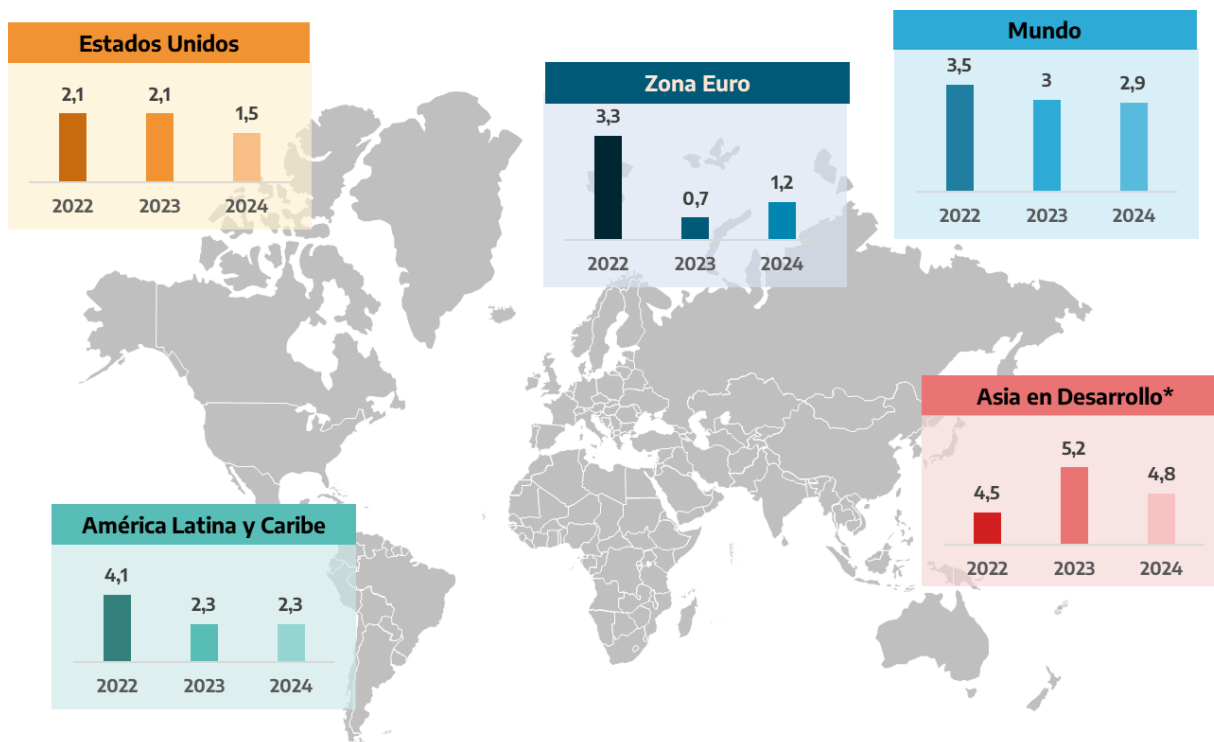 Estados Unidos
2,1 2,1 1,5
2022 2023 2024
Zona Euro
3,3 0,7 1,2
2022 2023 2024
Mundo
3,5 3 2,9
2022 2023 2024
América Latina y Caribe
4,1 2,3 2,3
2022 2023 2024
Asia en Desarrollo*
4,5 5,2 4,8
2022 2023 2024